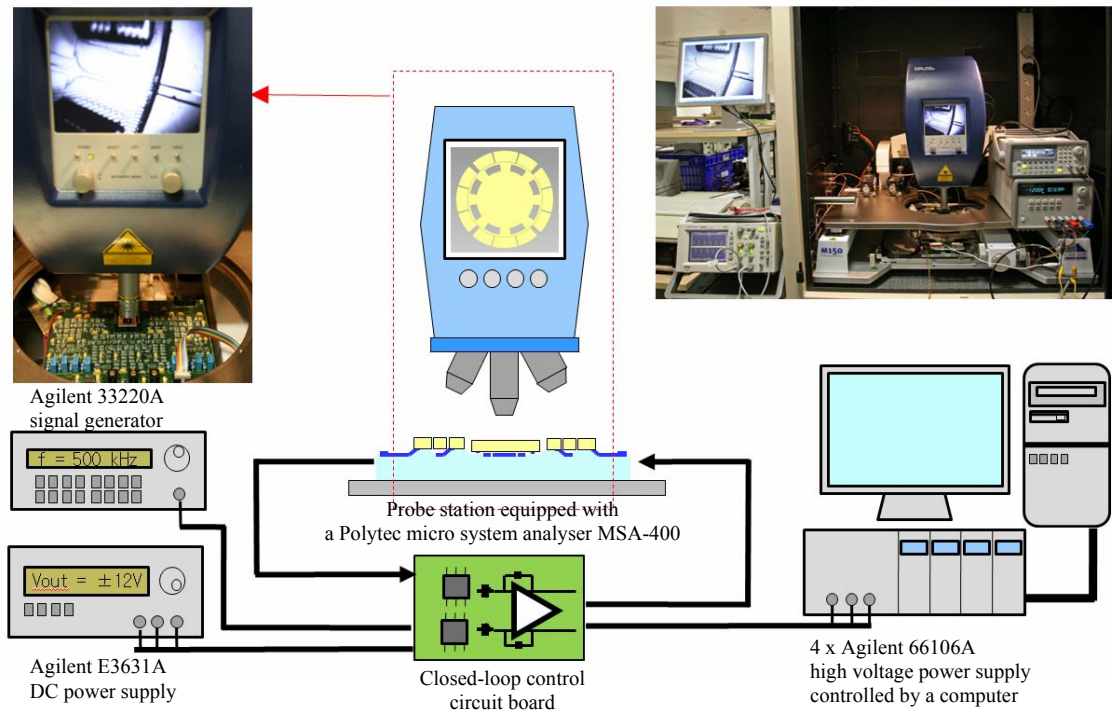 M150
Agilent 33220A
signal generator
f = 500 kHz
Probe station equipped with
a Polytec micro system analyser MSA-400
Vout = ±12V
Agilent E3631A
DC power supply
Closed-loop control
circuit board
4 x Agilent 66106A
high voltage power supply
controlled by a computer